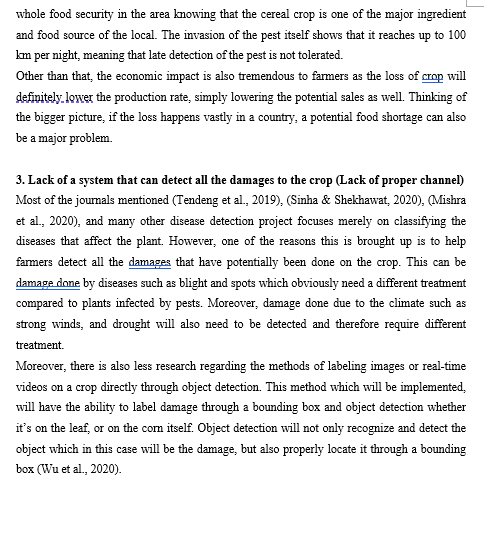 whole food security in the area knowing that the cereal crop is one of the major ingredient
and food source of the local. The invasion of the pest itself shows that it reaches up to 100
km per night, meaning that late detection of the pest is not tolerated.
Other than that, the economic impact is also tremendous to farmers as the loss of crop will
definitely lower the production rate, simply lowering the potential sales as well. Thinking of
the bigger picture, if the loss happens vastly in a country, a potential food shortage can also
be a major problem.
3. Lack of a system that can detect all the damages to the crop (Lack of proper channel)
Most of the journals mentioned (Tendeng et al., 2019), (Sinha & Shekhawat, 2020), (Mishra
et al., 2020), and many other disease detection project focuses merely on classifying the
diseases that affect the plant. However, one of the reasons this is brought up is to help
farmers detect all the damages that have potentially been done on the crop. This can be
damage done by diseases such as blight and spots which obviously need a different treatment
compared to plants infected by pests. Moreover, damage done due to the climate such as
strong winds, and drought will also need to be detected and therefore require different
treatment.
Moreover, there is also less research regarding the methods of labeling images or real-time
videos on a crop directly through object detection. This method which will be implemented,
will have the ability to label damage through a bounding box and object detection whether
it's on the leaf, or on the corn itself. Object detection will not only recognize and detect the
object which in this case will be the damage, but also properly locate it through a bounding
box (Wu et al., 2020).